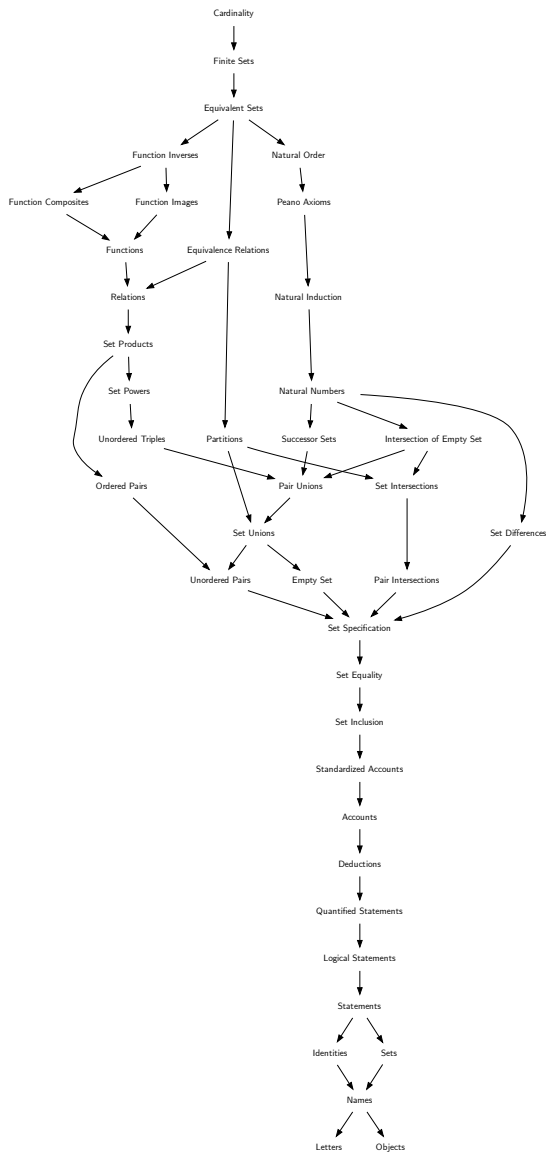 Cardinality
Finite Sets
Equivalent Sets
Function Inverses
Natural Order
Function Composites
Function Images
Peano Axioms
Functions
Equivalence Relations
Relations
Natural Induction
Set Products
Set Powers
Natural Numbers
Unordered Triples
Partitions
Successor Sets
Intersection of Empty Set
Ordered Pairs
Pair Unions
Set Intersections
Set Unions
Set Differences
Unordered Pairs
Empty Set
Pair Intersections
Set Specification
Set Equality
Set Inclusion
Standardized Accounts
Accounts
Deductions
Quantified Statements
Logical Statements
Statements
Identities
Sets
Names
Letters
Objects